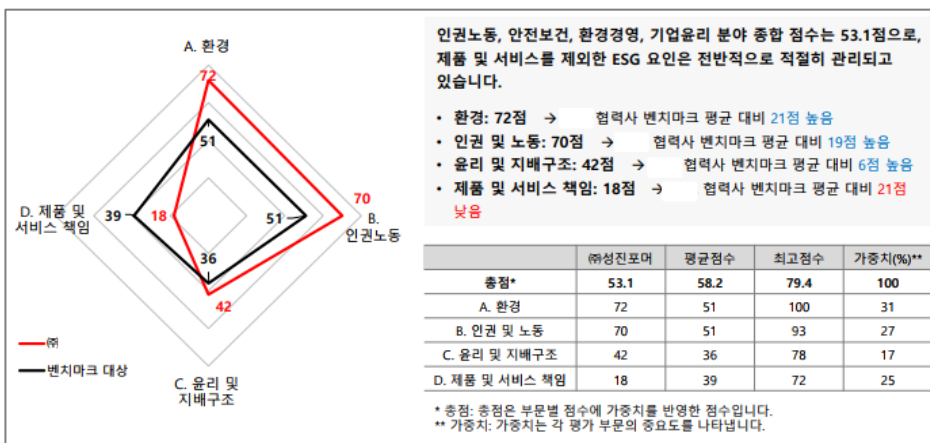 A. 환경
72
51
D. 제품 및
서비스 책임
39
18
51
70
B.
인권노동
36
42
㈜
벤치마크 대상
C. 윤리 및
지배구조
인권노동, 안전보건, 환경경영, 기업윤리 분야 종합 점수는 53.1점으로,
제품 및 서비스를 제외한 ESG 요인은 전반적으로 적절히 관리되고
있습니다.
• 환경: 72점 → 협력사 벤치마크 평균 대비 21점 높음
• 인권 및 노동: 70점 → 협력사 벤치마크 평균 대비 19점 높음
• 윤리 및 지배구조: 42점 → 협력사 벤치마크 평균 대비 6점 높음
• 제품 및 서비스 책임: 18점 → 협력사 벤치마크 평균 대비 21점
낮음
㈜성진포머 평균점수 최고점수 가중치(%)**
총점* 53.1 58.2 79.4 100
A. 환경 72 51 100 31
B. 인권 및 노동 70 51 93 27
C. 윤리 및 지배구조 42 36 78 17
D. 제품 및 서비스 책임 18 39 72 25
* 총점: 총점은 부문별 점수에 가중치를 반영한 점수입니다.
** 가중치: 가중치는 각 평가 부문의 중요도를 나타냅니다.